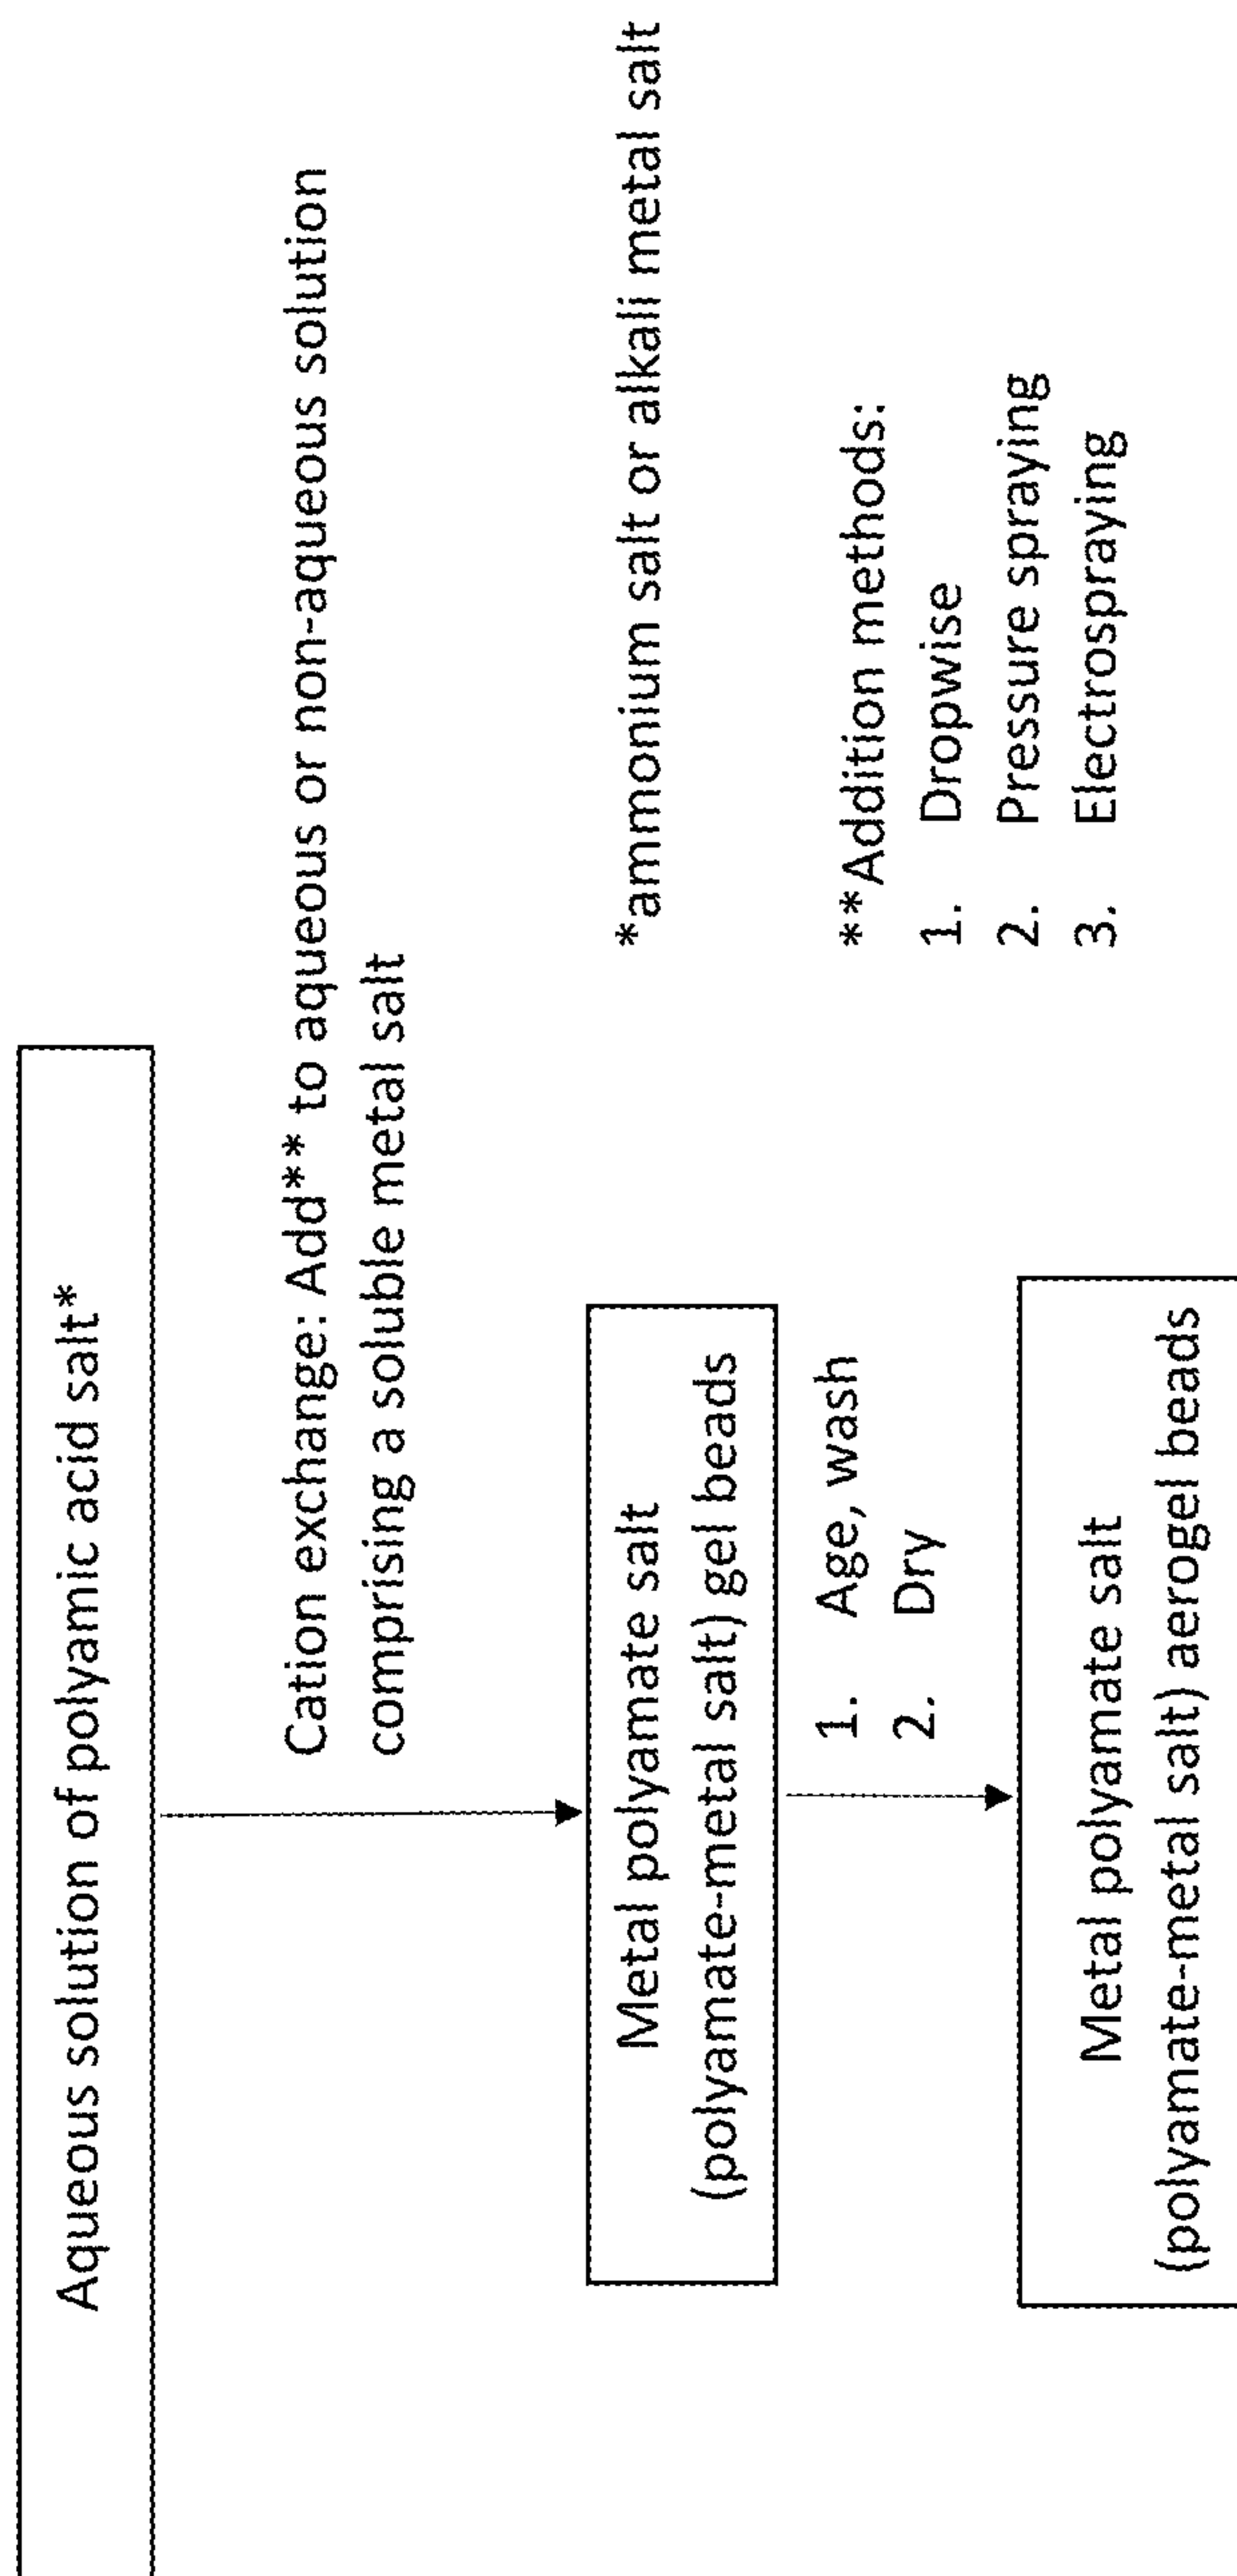 Aqueous solution of polyamic acid salt*
Cation exchange: Add** to aqueous or non-aqueous solution
comprising a soluble metal salt
Metal polyamate salt
(polyamate-metal salt) gel beads
*ammonium salt or alkali metal salt
1. Age, wash
2. Dry
**Addition methods:
1. Dropwise
2. Pressure spraying
3. Electrospraying
Metal polyamate salt
(polyamate-metal salt) aerogel beads